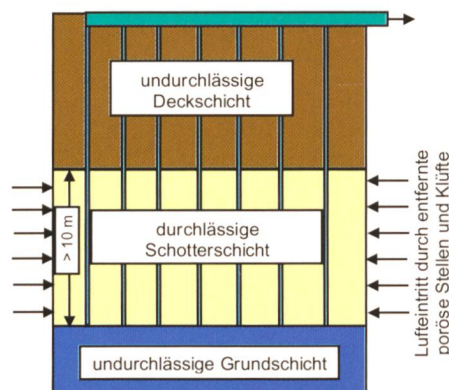 undurchlässige
Deckschicht
> 10 m
durchlässige
Schotterschicht
Lufteintritt durch entfernte
poröse Stellen und Klüfte
undurchlässige Grundschicht